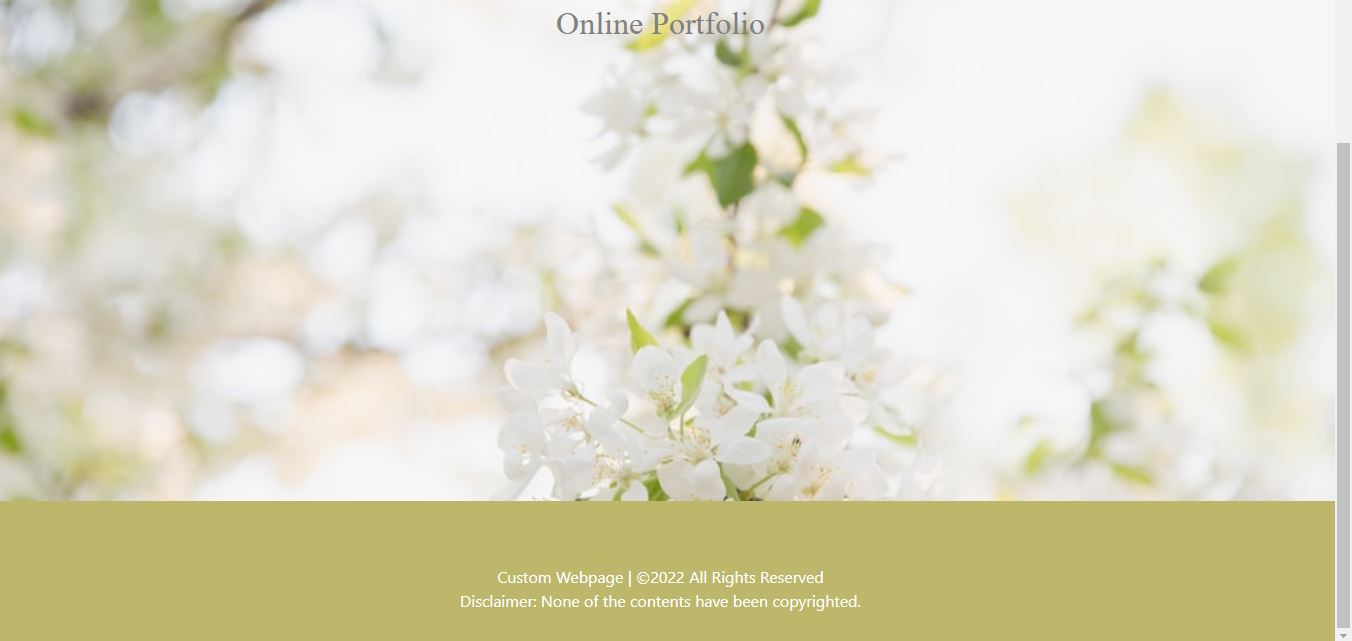 Online Portfolio
Custom Webpage | ©2022 All Rights Reserved
Disclaimer: None of the contents have been copyrighted.